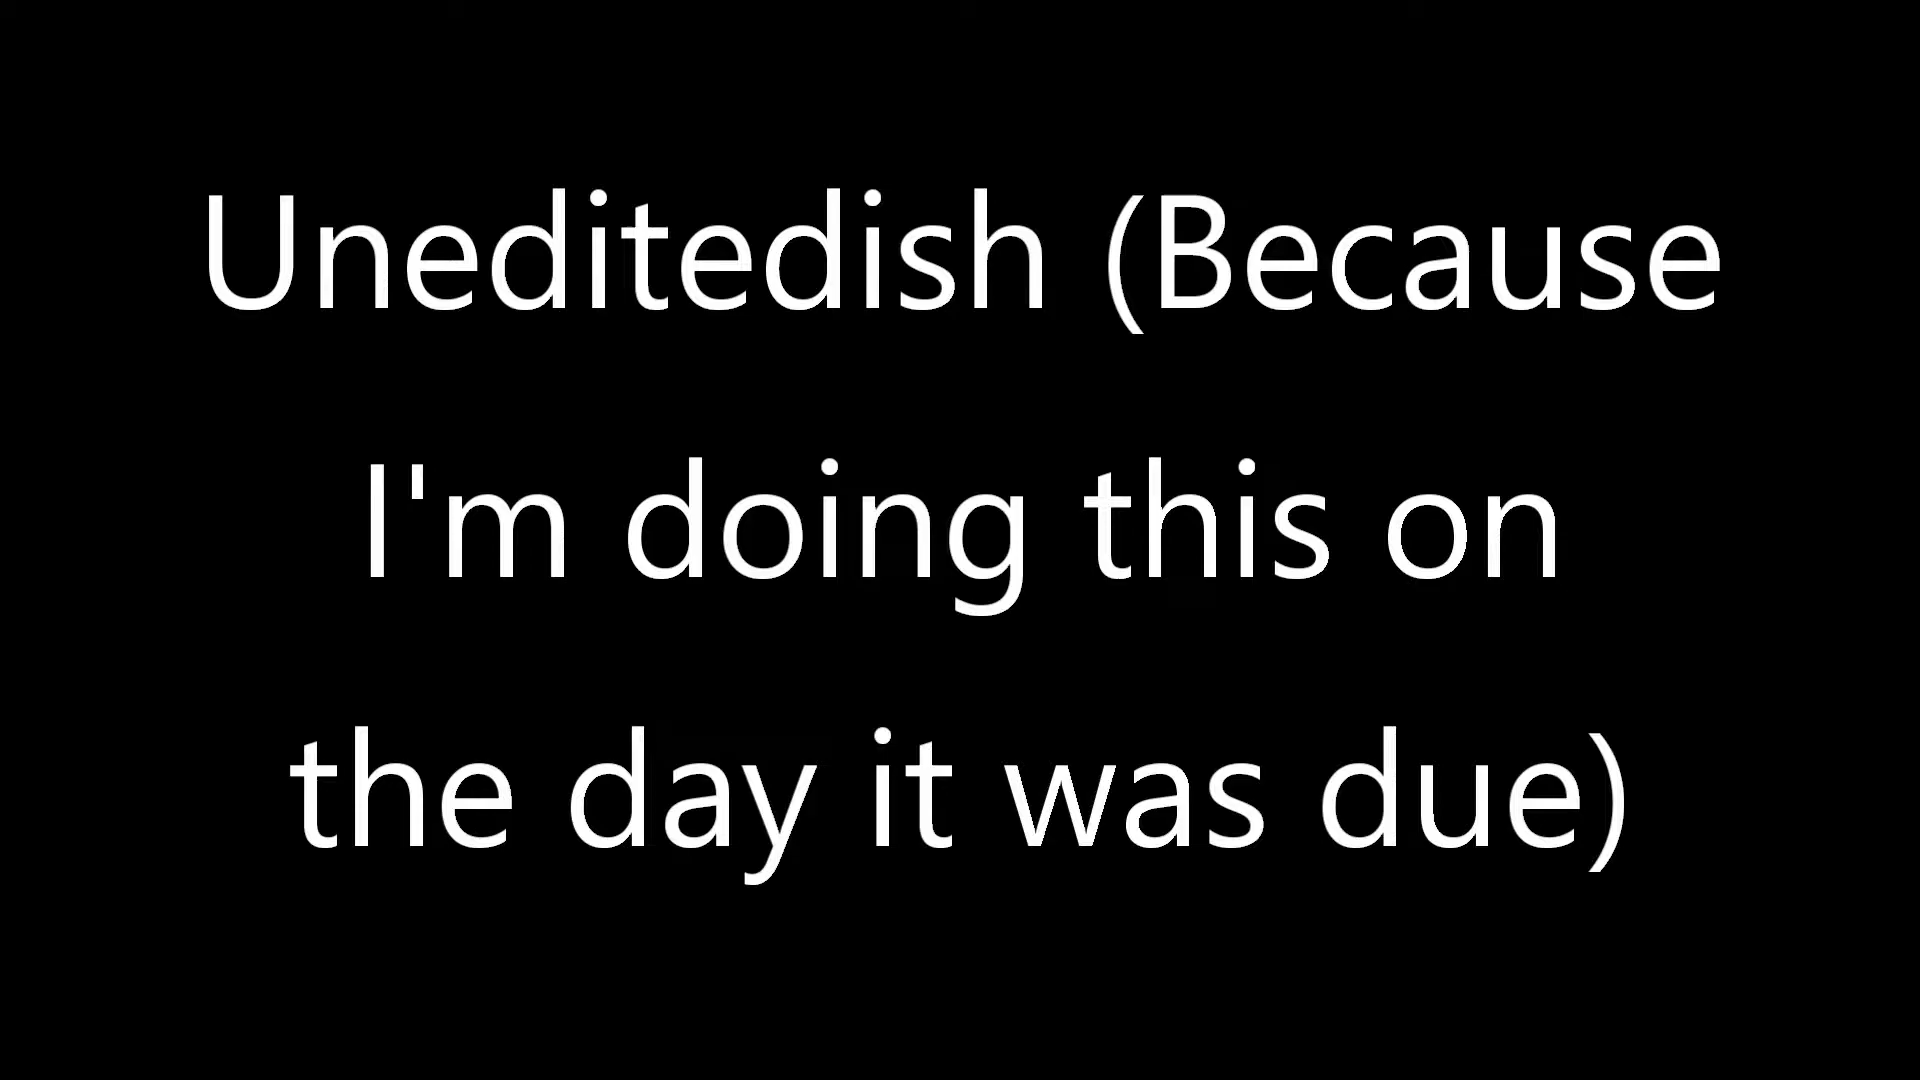 Uneditedish (Because
I'm doing this on
the day it was due)